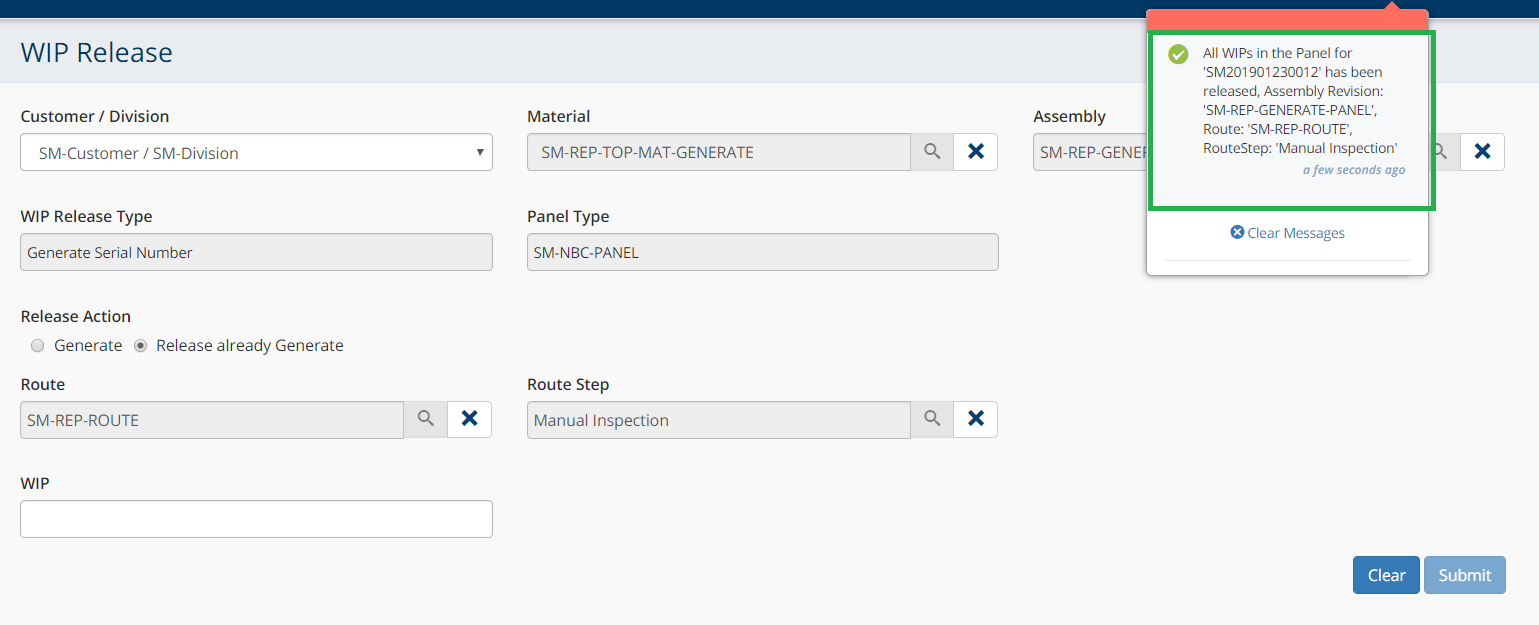 WIP Release
All WIPs in the Panel for
'SM201901230012' has been
released, Assembly Revision:
'SM-REP-GENERATE-PANEL',
Route: 'SM-REP-ROUTE',
RouteStep: 'Manual Inspection'
a few seconds ago
Clear Messages
Customer / Division
Material
Assembly
SM-Customer / SM-Division
SM-REP-TOP-MAT-GENERATE
SM-REP-GENER
WIP Release Type
Panel Type
Generate Serial Number
SM-NBC-PANEL
Release Action
Generate
Release already Generate
Route
Route Step
SM-REP-ROUTE
Manual Inspection
WIP
Clear
Submit